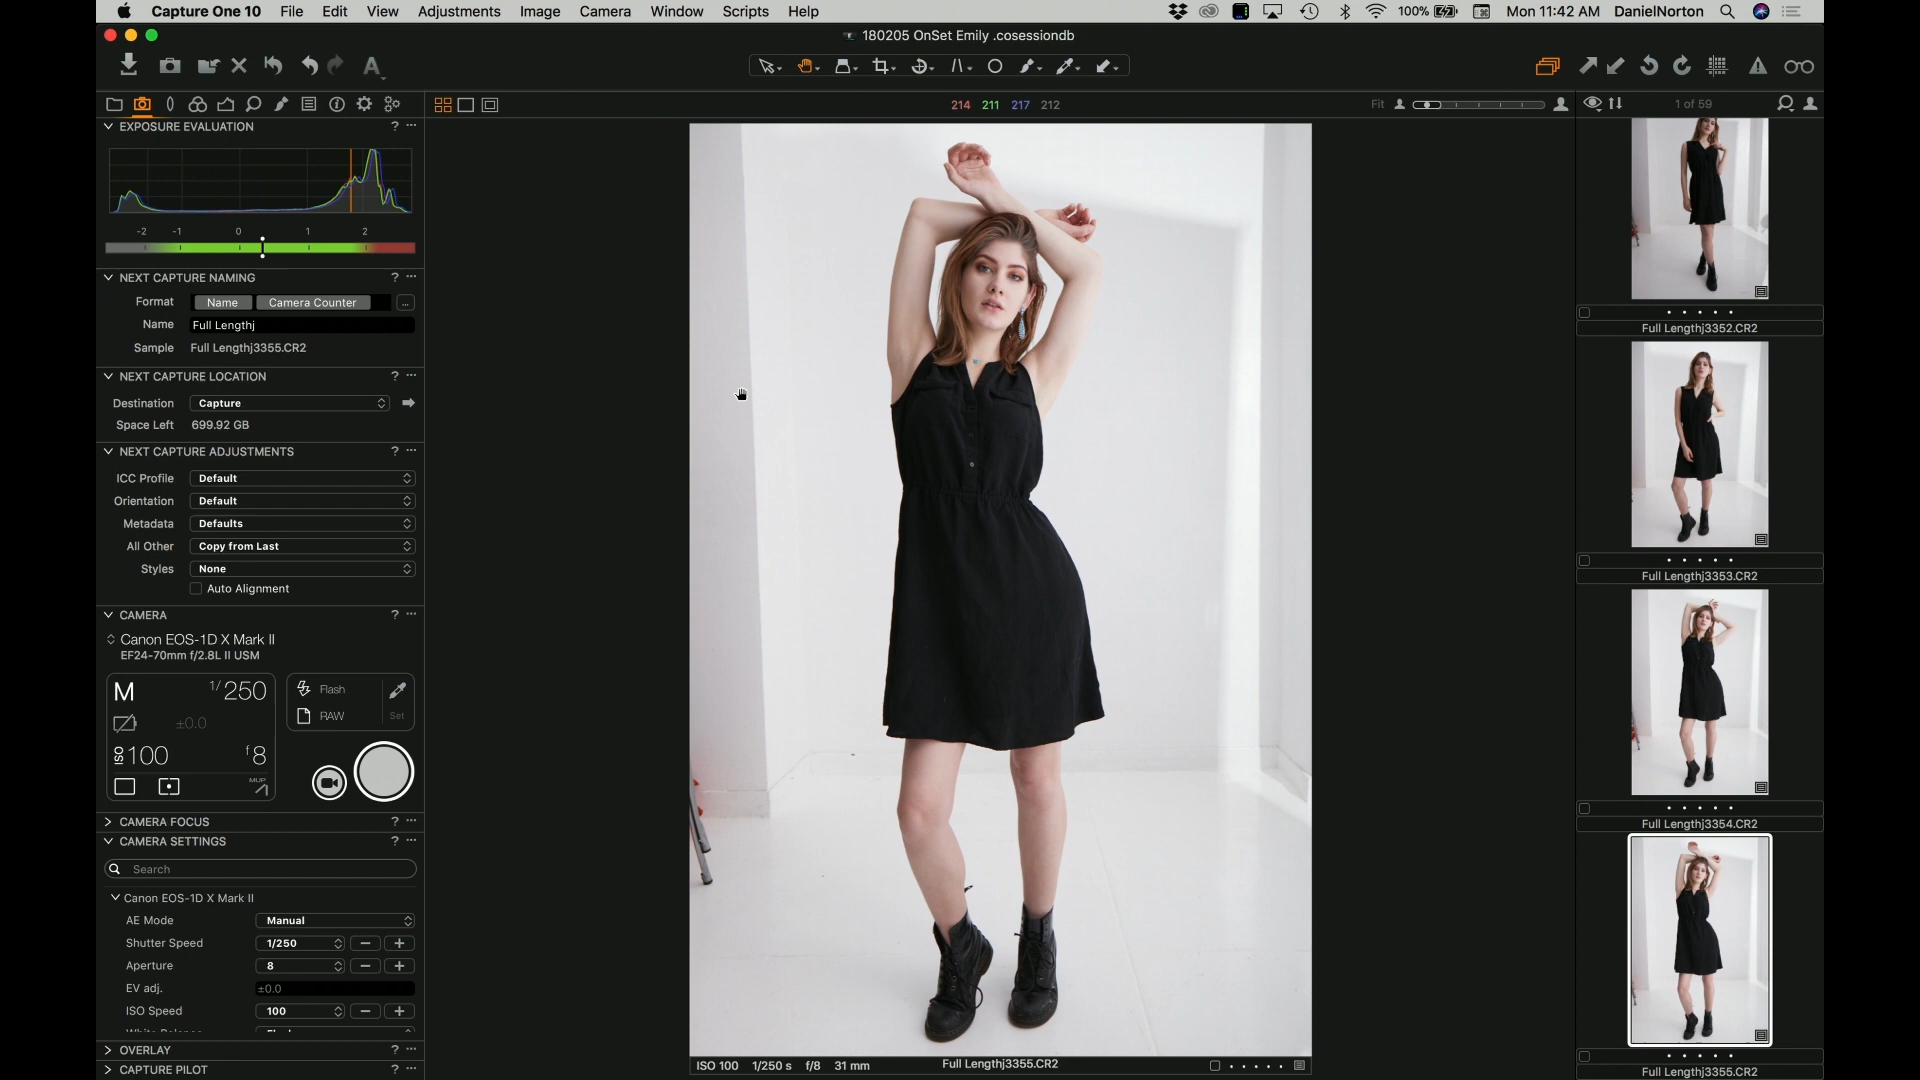 Capture One 10 File Edit View Adjustments Image Camera Window Scripts Help 100% Mon 11:42 AM DanielNorton
180205 OnSet Emily .cosessiondb
A
214 211 217 212 Fit 1 of 59
EXPOSURE EVALUATION ? ...
-2 -1 0 1 2
NEXT CAPTURE NAMING ? ...
Format Name Camera Counter ...
Name Full Lengthj
Sample Full Lengthj3355.CR2
NEXT CAPTURE LOCATION ? ...
Destination Capture
Space Left 699.92 GB
NEXT CAPTURE ADJUSTMENTS ? ...
ICC Profile Default
Orientation Default
Metadata Defaults
All Other Copy from Last
Styles None
Auto Alignment
CAMERA ? ...
Canon EOS-1D X Mark II
EF24-70mm f/2.8L II USM
M 1/250
±0.0
ISO 100 f8
MUP
Flash
RAW Set
CAMERA FOCUS ? ...
CAMERA SETTINGS ? ...
Search
Canon EOS-1D X Mark II
AE Mode Manual
Shutter Speed 1/250 − +
Aperture 8 − +
EV adj. ±0.0
ISO Speed 100 − +
OVERLAY ? ...
CAPTURE PILOT ? ...
ISO 100 1/250 s f/8 31 mm Full Lengthj3355.CR2
Full Lengthj3352.CR2
Full Lengthj3353.CR2
Full Lengthj3354.CR2
Full Lengthj3355.CR2